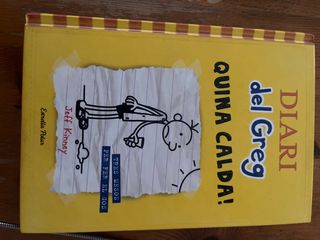 DIARI
del Greg
QUINA CALDA!
Jeff Kinney
Estrella Polar